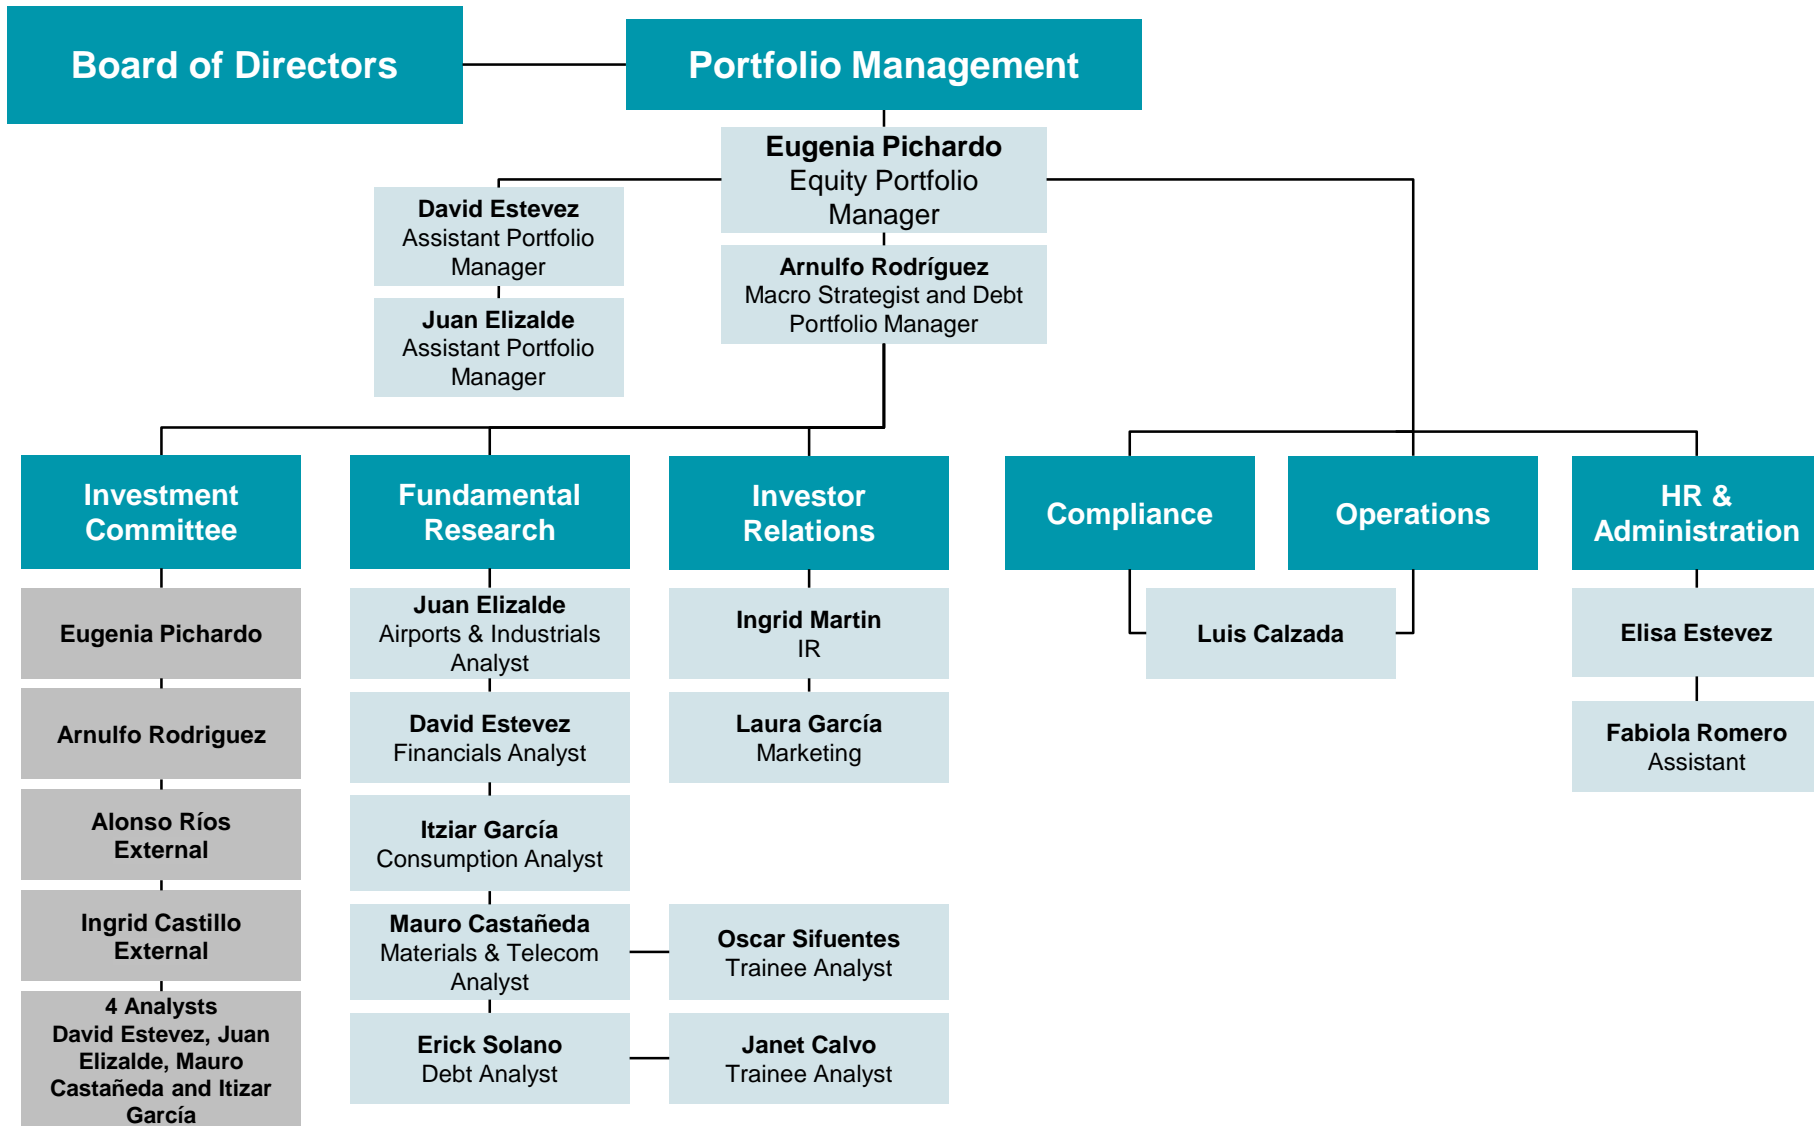 Board of Directors
Portfolio Management
Eugenia Pichardo
Equity Portfolio
Manager
David Estevez
Assistant Portfolio
Manager
Juan Elizalde
Assistant Portfolio
Manager
Arnulfo Rodríguez
Macro Strategist and Debt
Portfolio Manager
Investment
Committee
Eugenia Pichardo
Arnulfo Rodriguez
Alonso Ríos
External
Ingrid Castillo
External
4 Analysts
David Estevez, Juan
Elizalde, Mauro
Castañeda and Itizar
García
Fundamental
Research
Juan Elizalde
Airports & Industrials
Analyst
David Estevez
Financials Analyst
Itziar García
Consumption Analyst
Mauro Castañeda
Materials & Telecom
Analyst
Oscar Sifuentes
Trainee Analyst
Erick Solano
Debt Analyst
Janet Calvo
Trainee Analyst
Investor
Relations
Ingrid Martin
IR
Laura García
Marketing
Compliance
Operations
Luis Calzada
HR &
Administration
Elisa Estevez
Fabiola Romero
Assistant